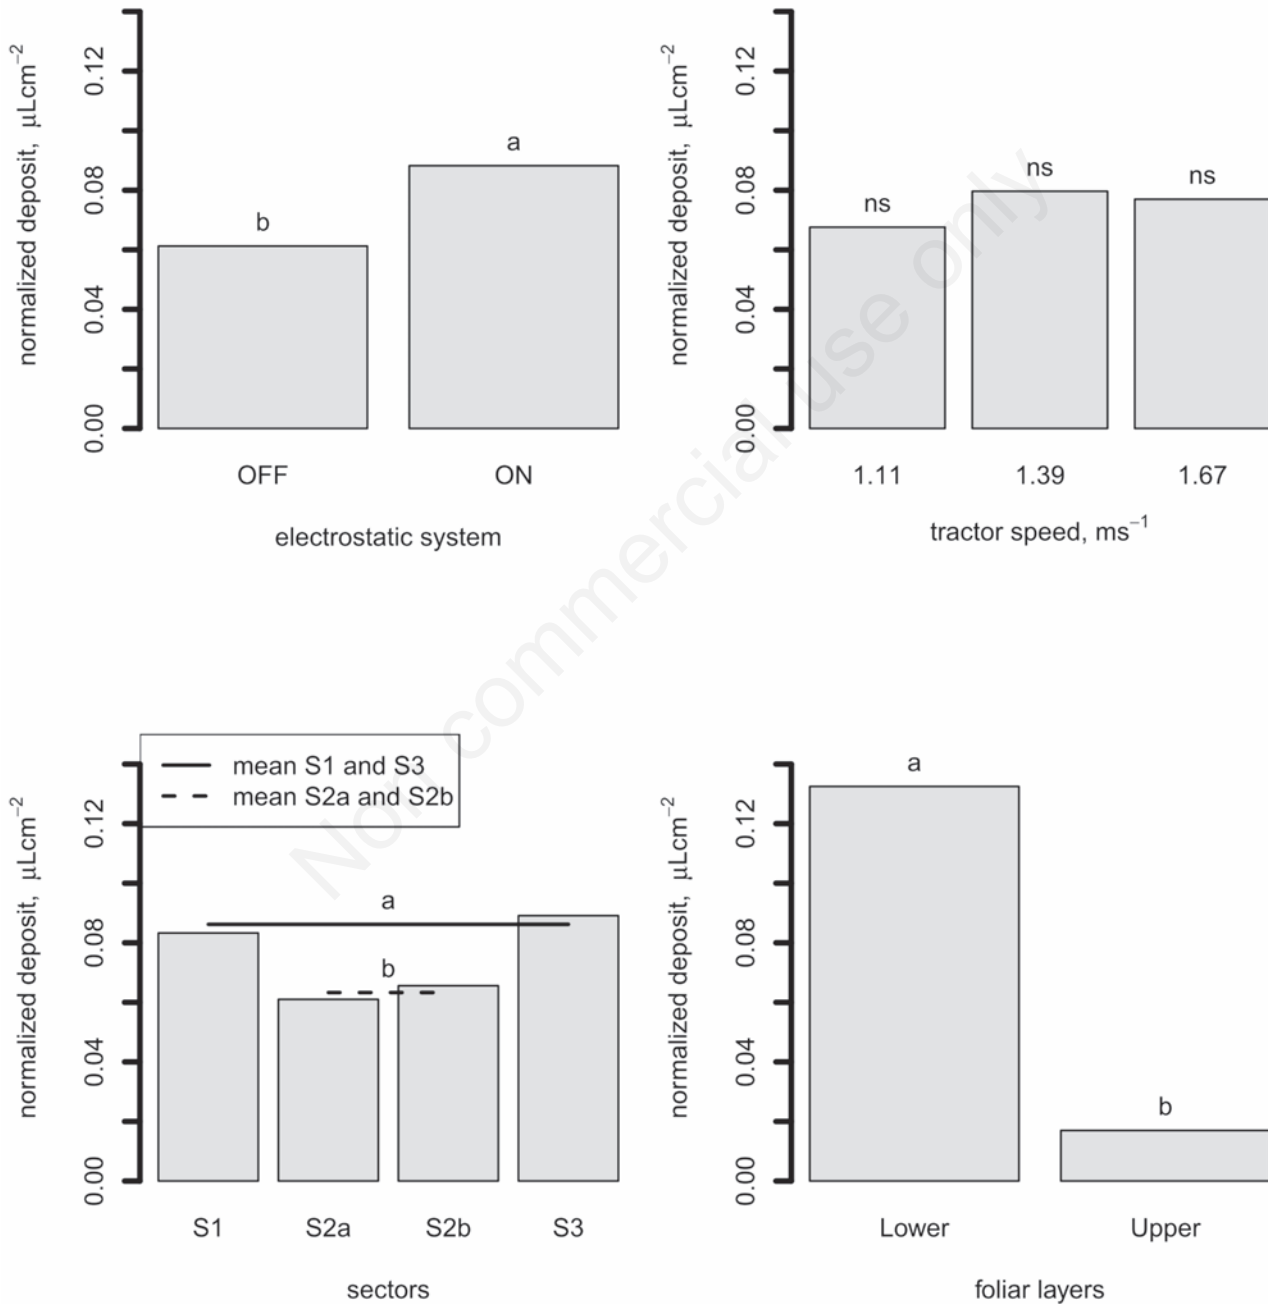 normalized deposit, μLcm⁻²
0.00
0.04
0.08
0.12
b
a
OFF
ON
electrostatic system
normalized deposit, μLcm⁻²
0.00
0.04
0.08
0.12
ns
ns
ns
1.11
1.39
1.67
tractor speed, ms⁻¹
Non commercial use only
normalized deposit, μLcm⁻²
0.00
0.04
0.08
0.12
mean S1 and S3
mean S2a and S2b
a
b
S1
S2a
S2b
S3
sectors
normalized deposit, μLcm⁻²
0.00
0.04
0.08
0.12
a
b
Lower
Upper
foliar layers